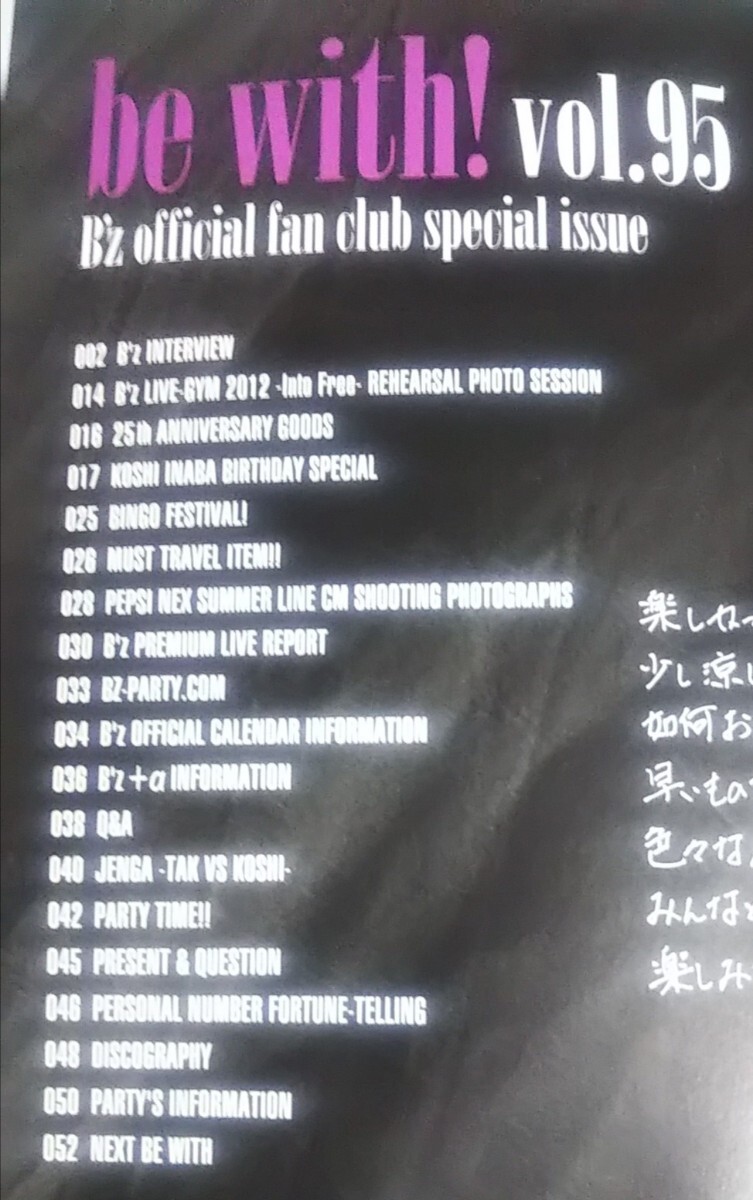 be with! vol.95
B'z official fan club special issue
002 B'z INTERVIEW
014 B'z LIVE-GYM 2012 -Into Free- REHEARSAL PHOTO SESSION
016 25th ANNIVERSARY GOODS
017 KOSHI INABA BIRTHDAY SPECIAL
025 BINGO FESTIVAL!
026 MUST TRAVEL ITEM!!
028 PEPSI NEX SUMMER LINE CM SHOOTING PHOTOGRAPHS
030 B'z PREMIUM LIVE REPORT
033 BZ-PARTY.COM
034 B'z OFFICIAL CALENDAR INFORMATION
036 B'z+α INFORMATION
038 Q&A
040 JENGA -TAK VS KOSHI-
042 PARTY TIME!!
045 PRESENT & QUESTION
046 PERSONAL NUMBER FORTUNE-TELLING
048 DISCOGRAPHY
050 PARTY'S INFORMATION
052 NEXT BE WITH
楽しなっ
少し涼し
如何お
早いもの
色々な
みんなと
楽しみ